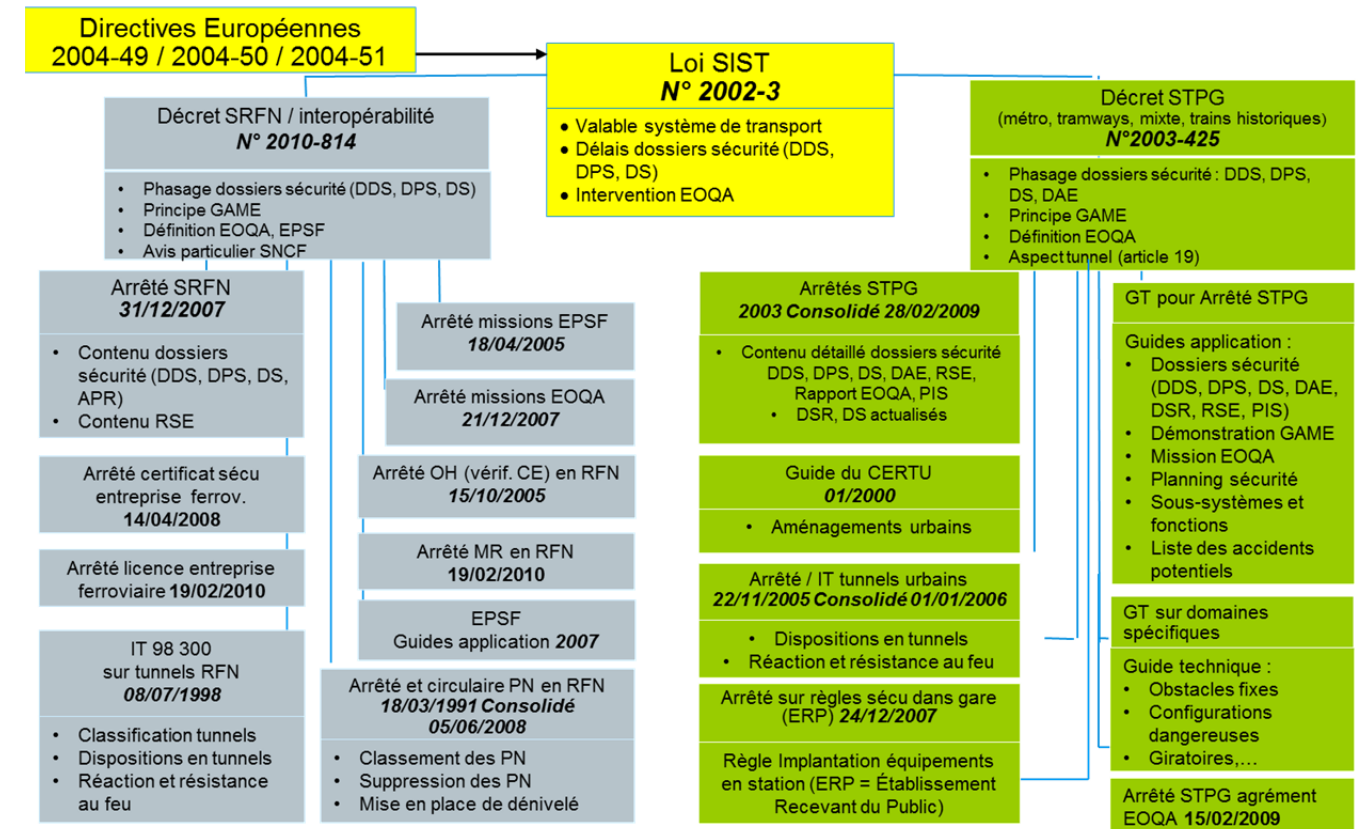 Directives Européennes
2004-49 / 2004-50 / 2004-51
Loi SIST
N° 2002-3
• Valable système de transport
• Délais dossiers sécurité (DDS,
DPS, DS)
• Intervention EOQA
Décret SRFN / interopérabilité
N° 2010-814
• Phasage dossiers sécurité (DDS, DPS, DS)
• Principe GAME
• Définition EOQA, EPSF
• Avis particulier SNCF
Arrêté SRFN
31/12/2007
• Contenu dossiers
sécurité (DDS, DPS, DS,
APR)
• Contenu RSE
Arrêté certificat sécu
entreprise ferrov.
14/04/2008
Arrêté licence entreprise
ferroviaire 19/02/2010
IT 98 300
sur tunnels RFN
08/07/1998
• Classification tunnels
• Dispositions en tunnels
• Réaction et résistance
au feu
Arrêté missions EPSF
18/04/2005
Arrêté missions EOQA
21/12/2007
Arrêté OH (vérif. CE) en RFN
15/10/2005
Arrêté MR en RFN
19/02/2010
EPSF
Guides application 2007
Arrêté et circulaire PN en RFN
18/03/1991 Consolidé
05/06/2008
• Classement des PN
• Suppression des PN
• Mise en place de dénivelé
Décret STPG
(métro, tramways, mixte, trains historiques)
N°2003-425
• Phasage dossiers sécurité : DDS, DPS,
DS, DAE
• Principe GAME
• Définition EOQA
• Aspect tunnel (article 19)
Arrêtés STPG
2003 Consolidé 28/02/2009
• Contenu détaillé dossiers sécurité
DDS, DPS, DS, DAE, RSE,
Rapport EOQA, PIS
• DSR, DS actualisés
Guide du CERTU
01/2000
• Aménagements urbains
Arrêté / IT tunnels urbains
22/11/2005 Consolidé 01/01/2006
• Dispositions en tunnels
• Réaction et résistance au feu
Arrêté sur règles sécu dans gare
(ERP) 24/12/2007
Règle Implantation équipements
en station (ERP = Établissement
Recevant du Public)
GT pour Arrêté STPG
Guides application :
• Dossiers sécurité
(DDS, DPS, DS, DAE,
DSR, RSE, PIS)
• Démonstration GAME
• Mission EOQA
• Planning sécurité
• Sous-systèmes et
fonctions
• Liste des accidents
potentiels
GT sur domaines
spécifiques
Guide technique :
• Obstacles fixes
• Configurations
dangereuses
• Giratoires,…
Arrêté STPG agrément
EOQA 15/02/2009